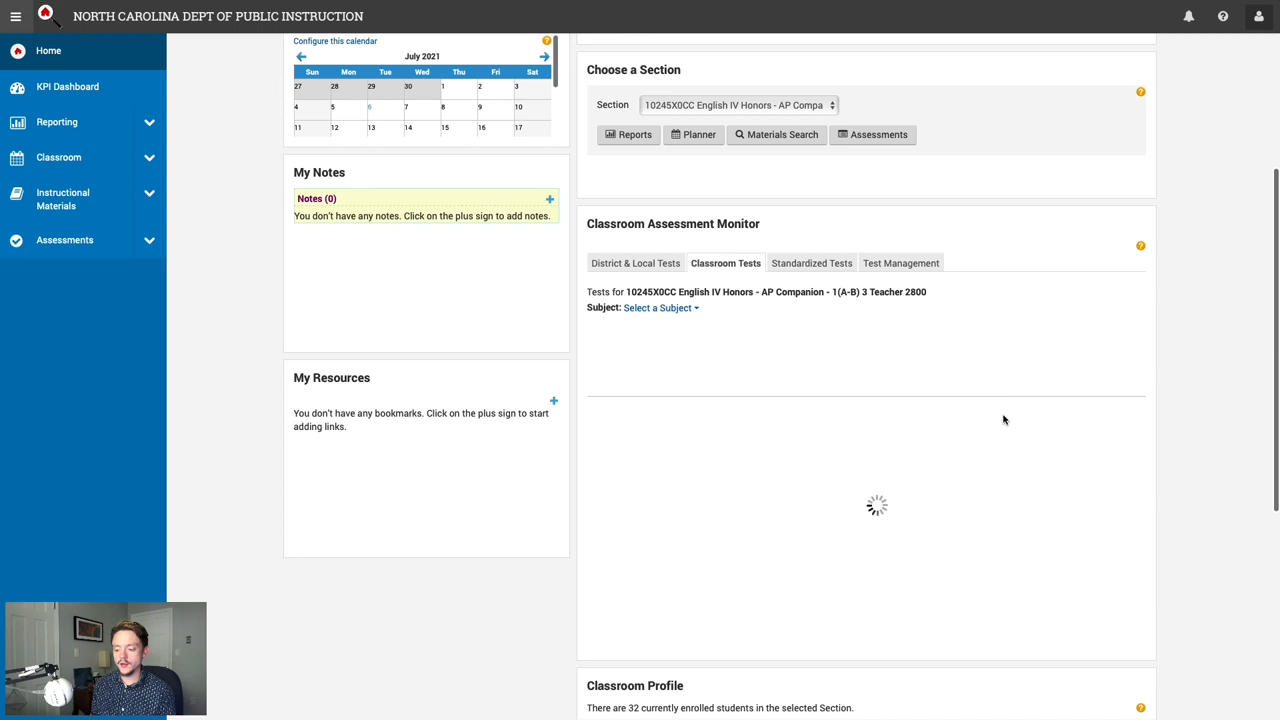 NORTH CAROLINA DEPT OF PUBLIC INSTRUCTION
Home
KPI Dashboard
Reporting
Classroom
Instructional
Materials
Assessments
Configure this calendar
July 2021
Sun Mon Tue Wed Thu Fri Sat
27 28 29 30 1 2 3
4 5 6 7 8 9 10
11 12 13 14 15 16 17
My Notes
Notes (0)
You don't have any notes. Click on the plus sign to add notes.
My Resources
You don't have any bookmarks. Click on the plus sign to start
adding links.
Choose a Section
Section 10245X0CC English IV Honors - AP Compa
Reports Planner Materials Search Assessments
Classroom Assessment Monitor
District & Local Tests Classroom Tests Standardized Tests Test Management
Tests for 10245X0CC English IV Honors - AP Companion - 1(A-B) 3 Teacher 2800
Subject: Select a Subject
Classroom Profile
There are 32 currently enrolled students in the selected Section.